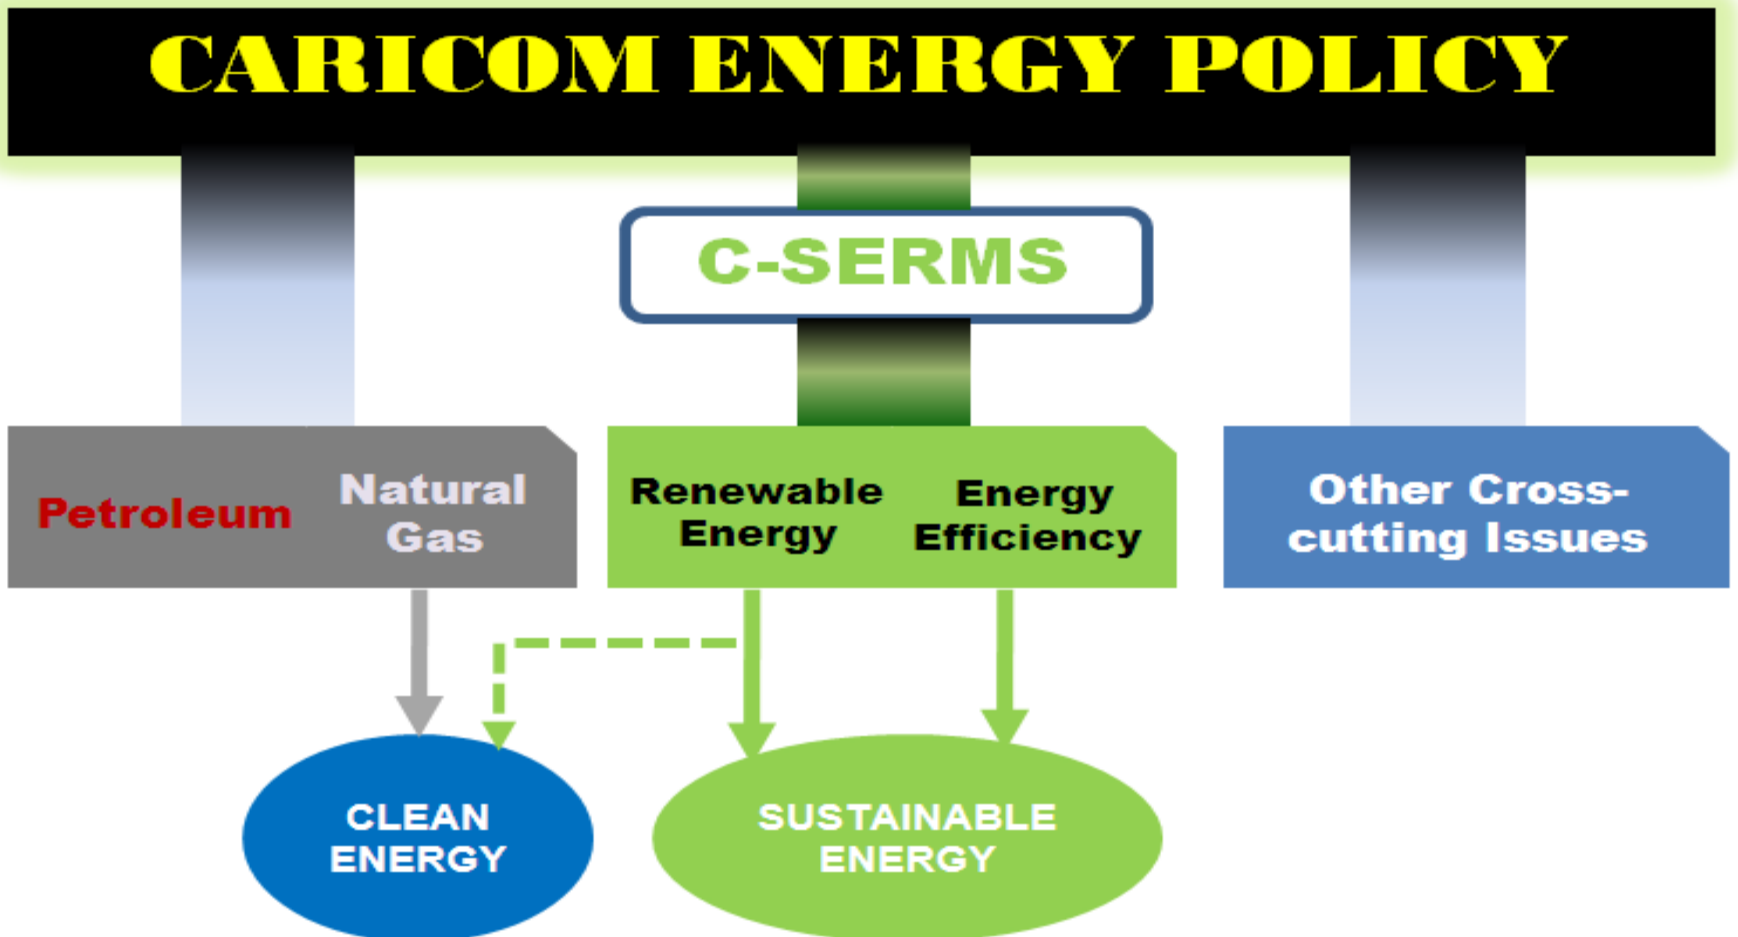 CARICOM ENERGY POLICY
C-SERMS
Petroleum
Natural
Gas
Renewable
Energy
Energy
Efficiency
Other Cross-
cutting Issues
CLEAN
ENERGY
SUSTAINABLE
ENERGY